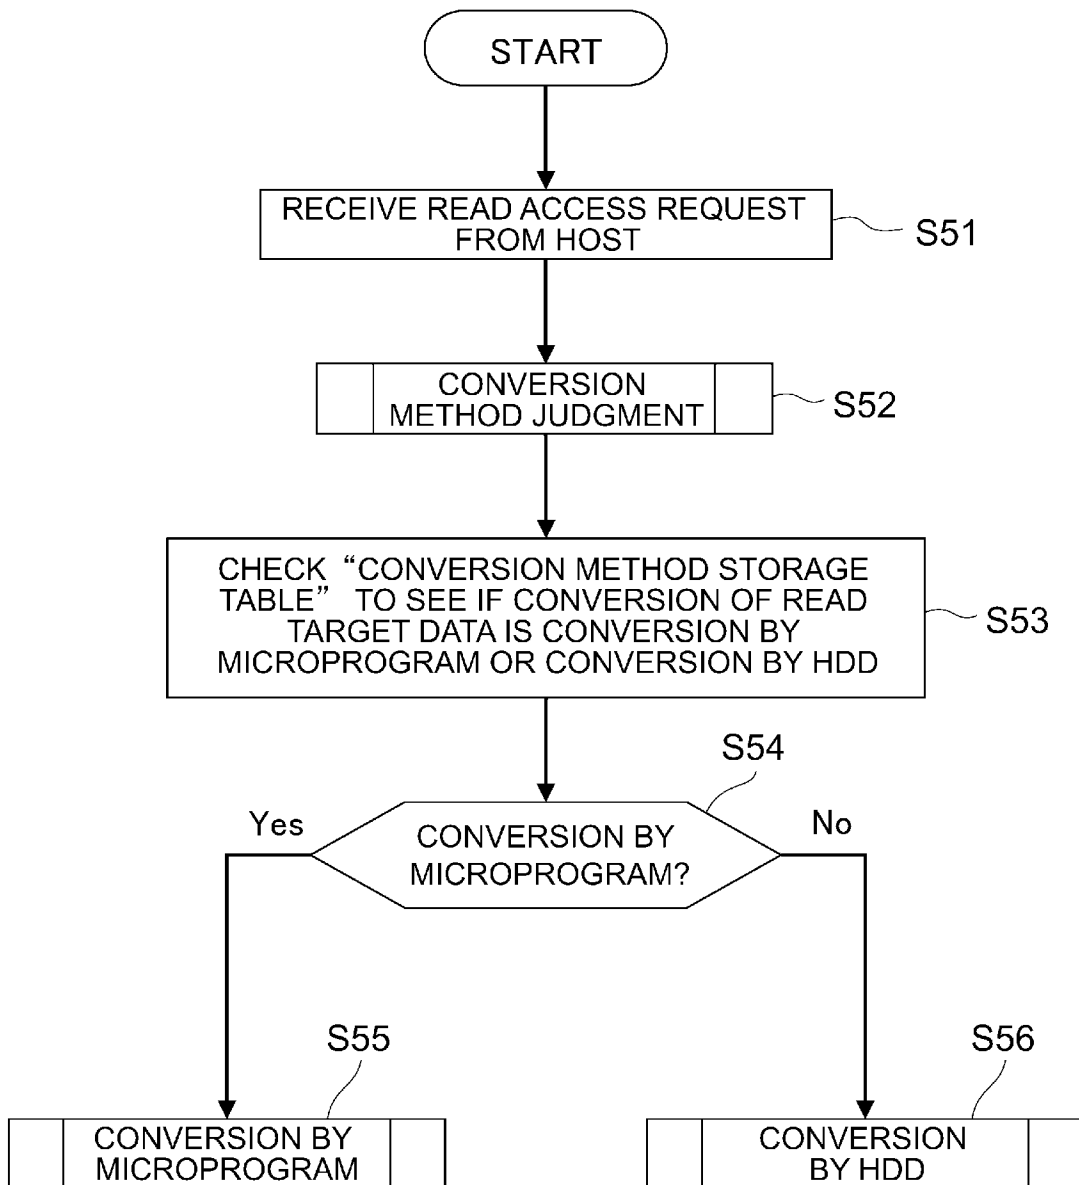 START
RECEIVE READ ACCESS REQUEST
FROM HOST
S51
CONVERSION
METHOD JUDGMENT
S52
CHECK “CONVERSION METHOD STORAGE
TABLE” TO SEE IF CONVERSION OF READ
TARGET DATA IS CONVERSION BY
MICROPROGRAM OR CONVERSION BY HDD
S53
S54
Yes
CONVERSION BY
MICROPROGRAM?
No
S55
CONVERSION BY
MICROPROGRAM
S56
CONVERSION
BY HDD